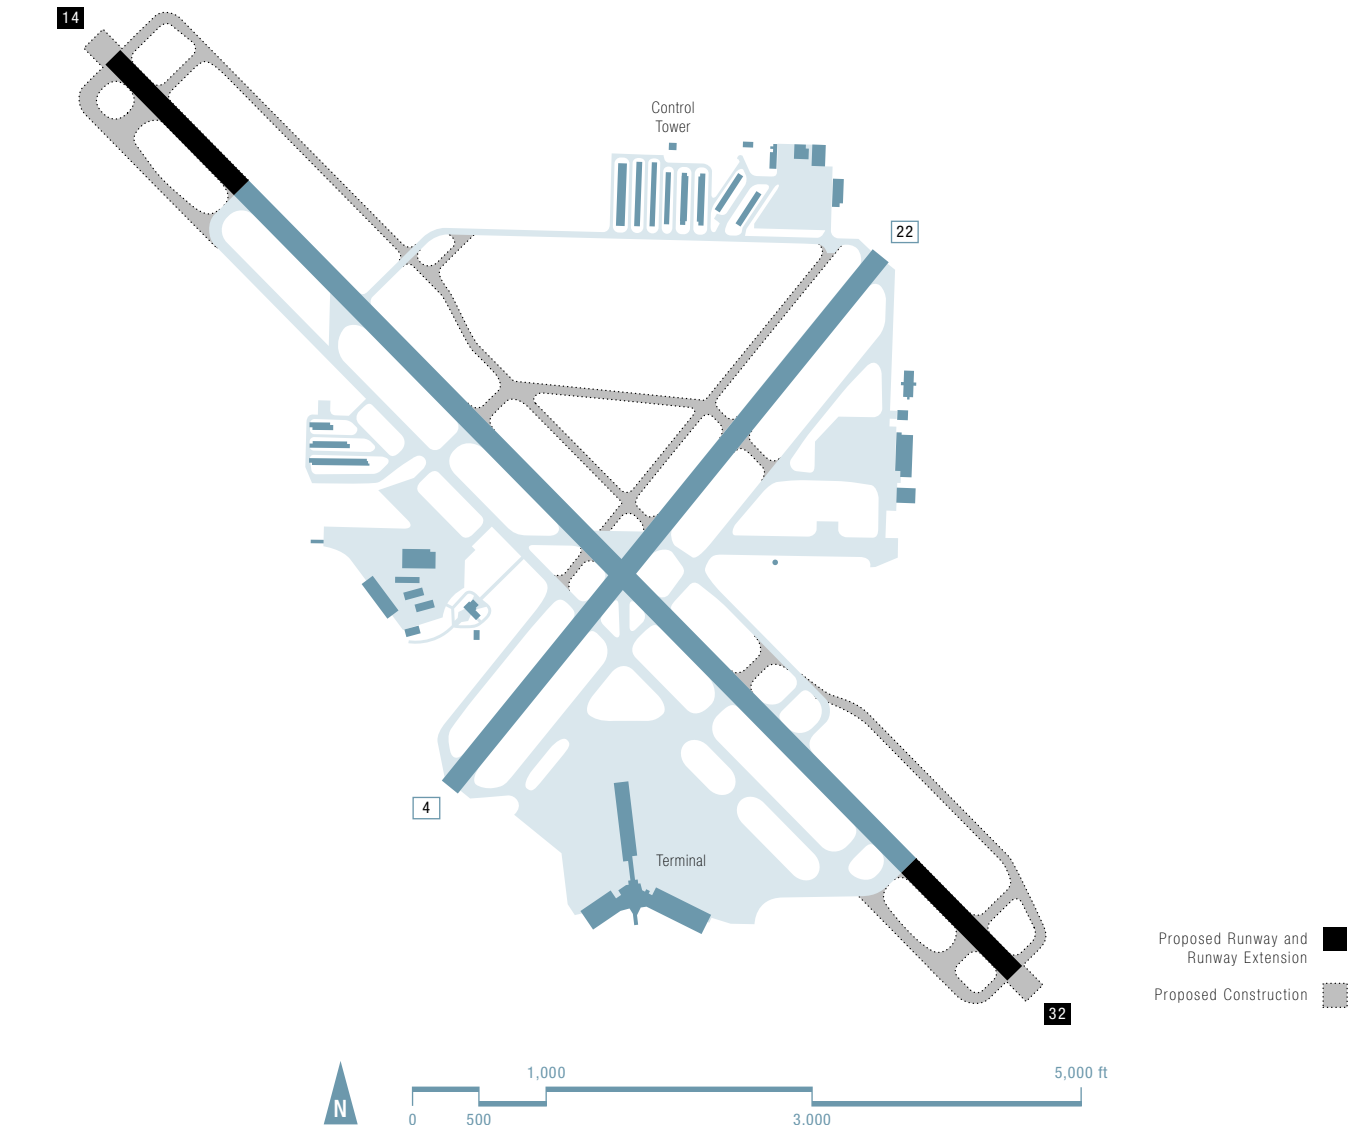 14
Control
Tower
22
4
Terminal
Proposed Runway and
Runway Extension
Proposed Construction
32
N
1,000
5,000 ft
0
500
3.000